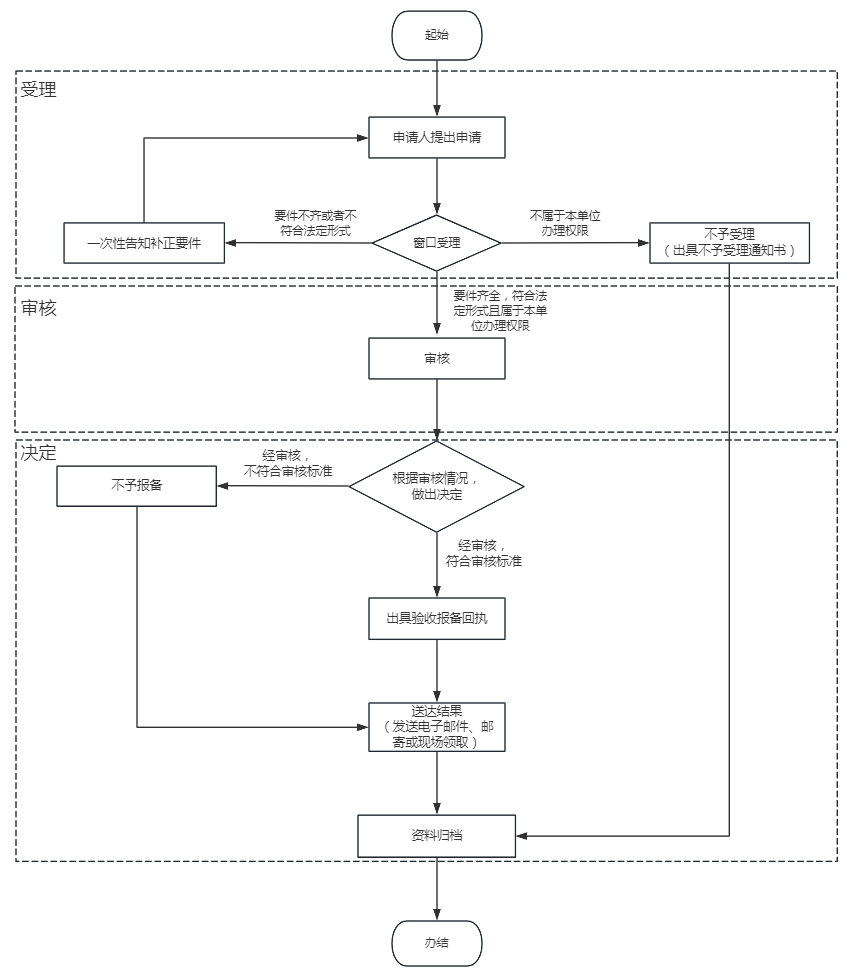 起始
受理
申请人提出申请
要件不齐或者不
符合法定形式
不属于本单位
办理权限
一次性告知补正要件
窗口受理
不予受理
（出具不予受理通知书）
审核
要件齐全，符合法
定形式且属于本单
位办理权限
审核
决定
经审核，
不符合审核标准
不予报备
根据审核情况，
做出决定
经审核，
符合审核标准
出具验收报备回执
送达结果
（发送电子邮件、邮
寄或现场领取）
资料归档
办结